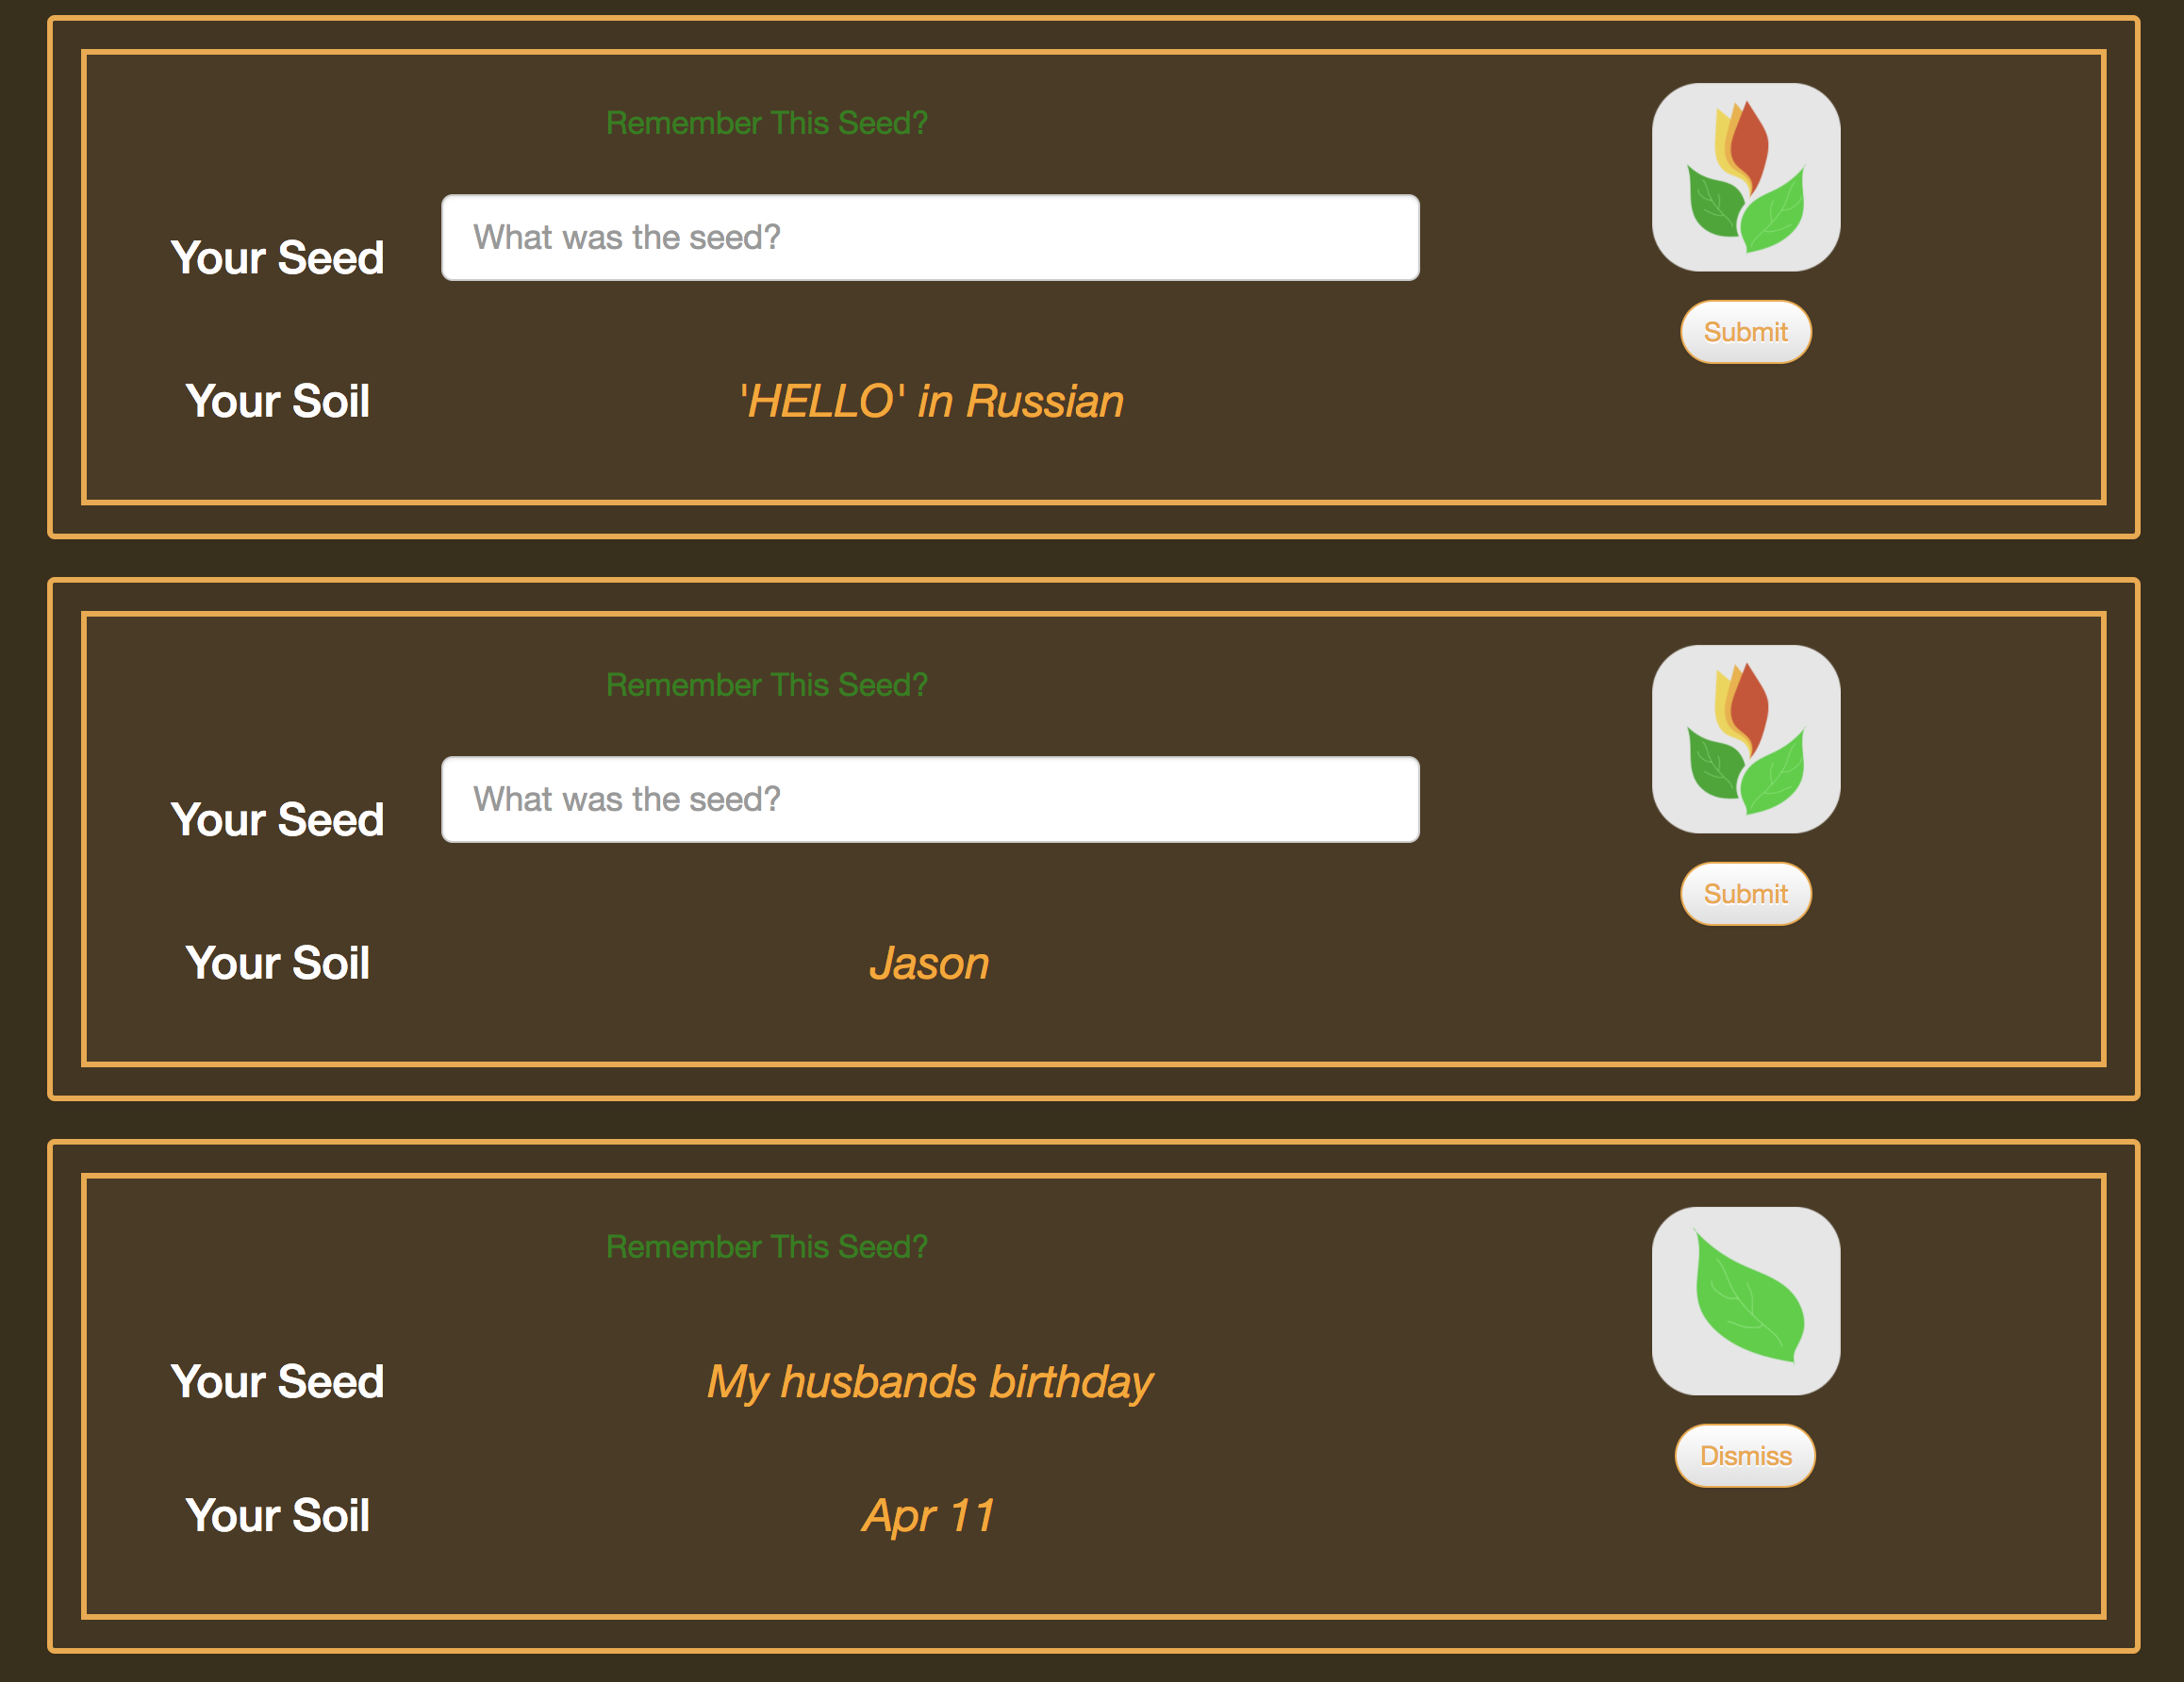 Remember This Seed?
Your Seed
What was the seed?
Submit
Your Soil
'HELLO' in Russian
Remember This Seed?
Your Seed
What was the seed?
Submit
Your Soil
Jason
Remember This Seed?
Your Seed
My husbands birthday
Dismiss
Your Soil
Apr 11